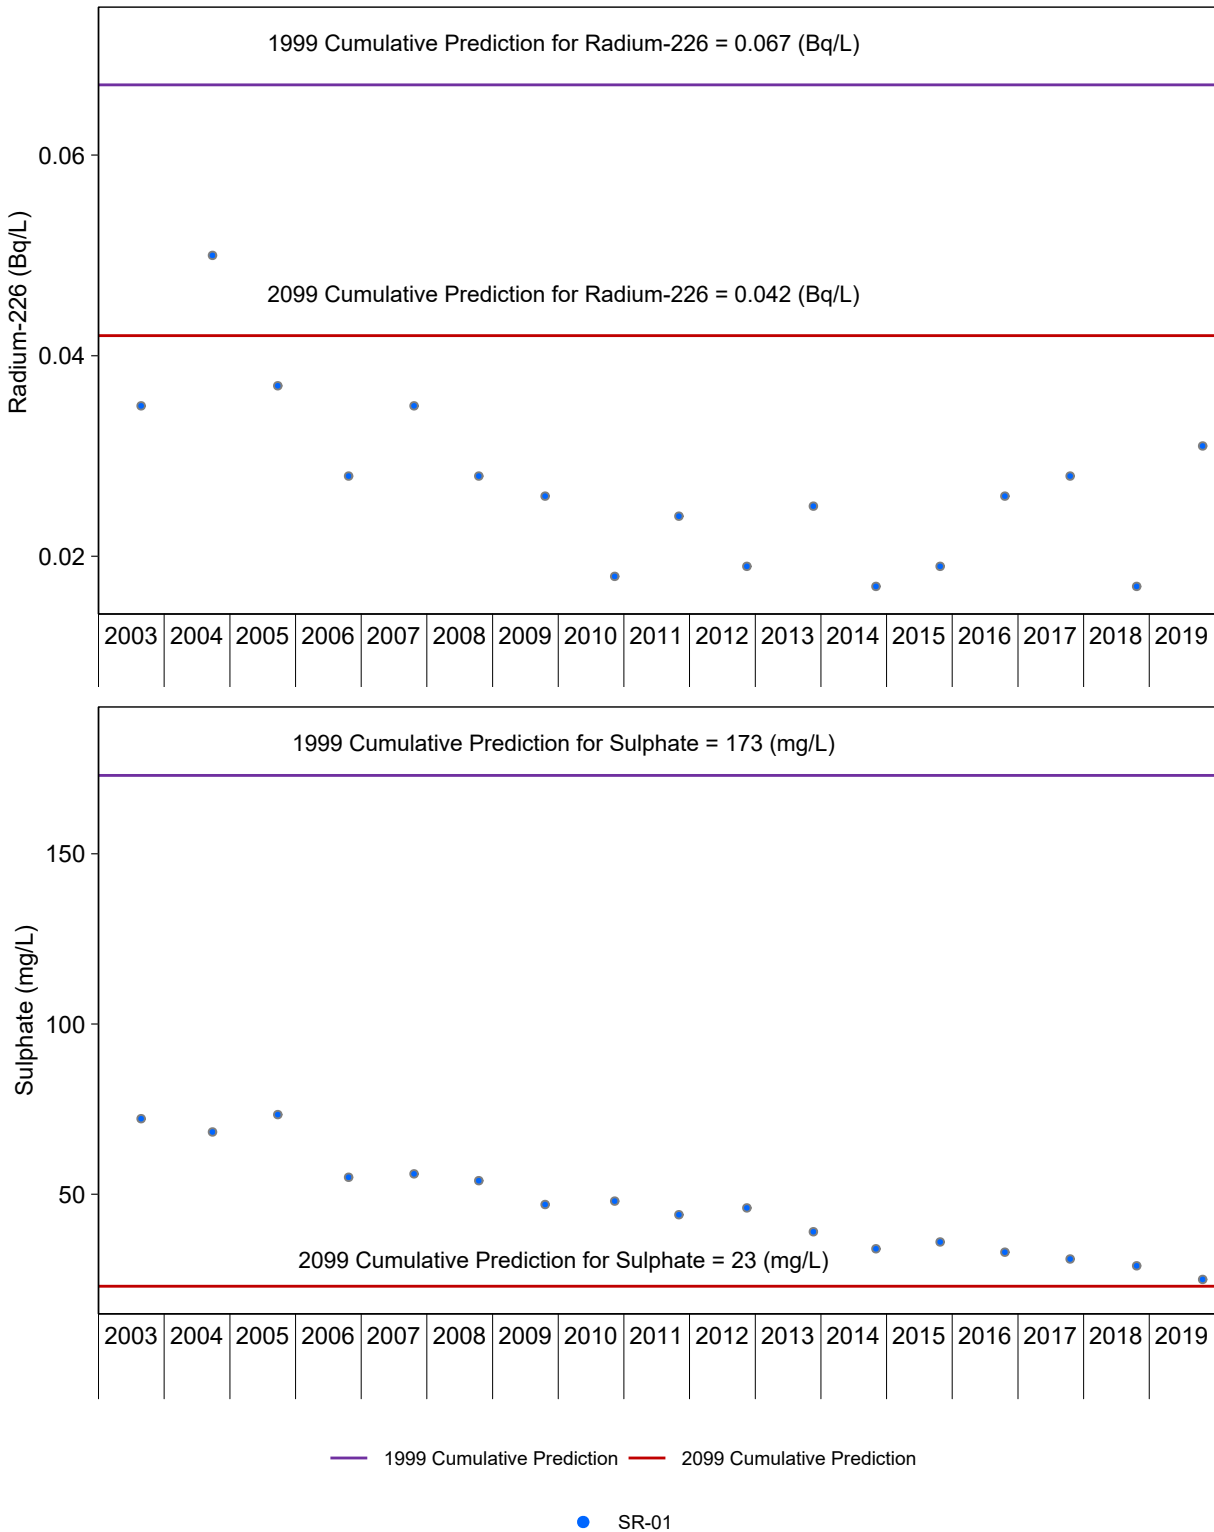 1999 Cumulative Prediction for Radium-226 = 0.067 (Bq/L)
0.06
2099 Cumulative Prediction for Radium-226 = 0.042 (Bq/L)
0.04
0.02
Radium-226 (Bq/L)
2003 2004 2005 2006 2007 2008 2009 2010 2011 2012 2013 2014 2015 2016 2017 2018 2019
1999 Cumulative Prediction for Sulphate = 173 (mg/L)
150
100
50
Sulphate (mg/L)
2099 Cumulative Prediction for Sulphate = 23 (mg/L)
2003 2004 2005 2006 2007 2008 2009 2010 2011 2012 2013 2014 2015 2016 2017 2018 2019
1999 Cumulative Prediction 2099 Cumulative Prediction
SR-01